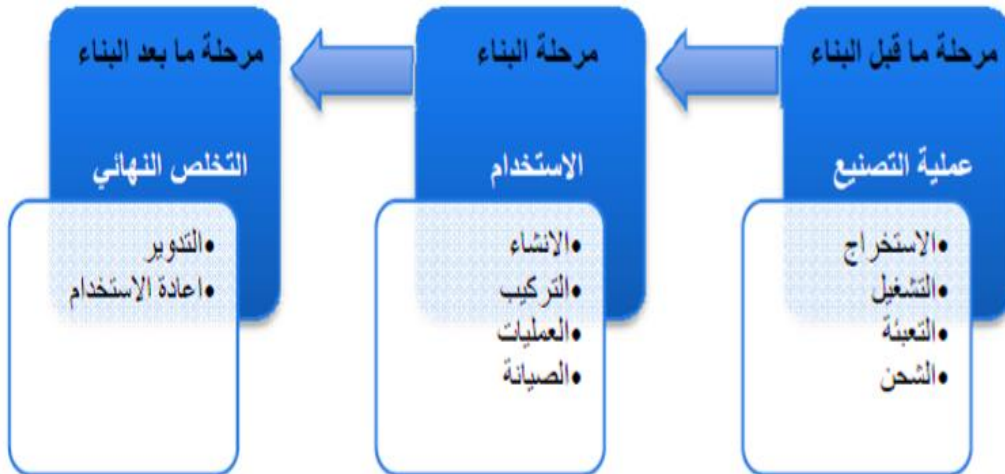 مرحلة ما قبل البناء
عملية التصنيع
•الاستخراج
•التشغيل
•التعبئة
•الشحن
مرحلة البناء
الاستخدام
•الانشاء
•التركيب
•العمليات
•الصيانة
مرحلة ما بعد البناء
التخلص النهائي
•التدوير
•اعادة الاستخدام